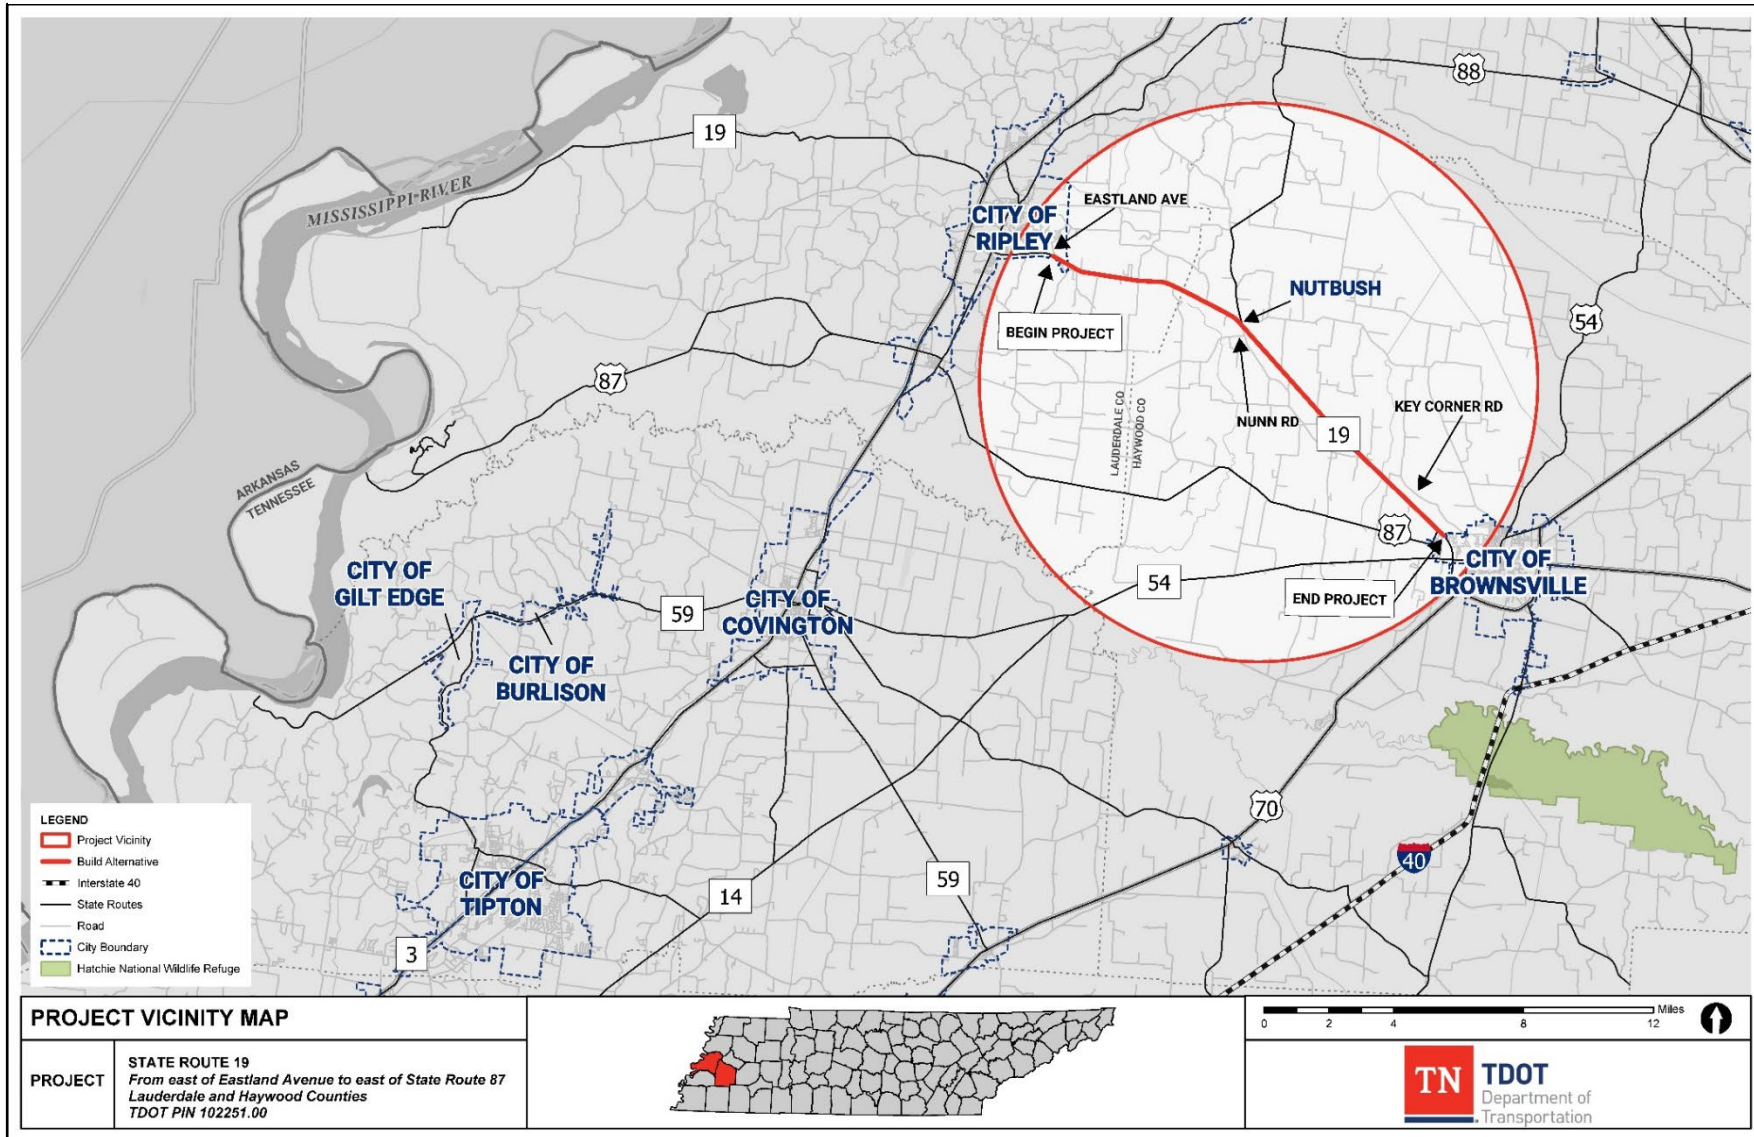 88
19
MISSISSIPPI RIVER
CITY OF
RIPLEY
EASTLAND AVE
NUTBUSH
BEGIN PROJECT
54
87
LAUDERDALE CO
HAYWOOD CO
NUNN RD
19
KEY CORNER RD
ARKANSAS
TENNESSEE
87
CITY OF
BROWNSVILLE
END PROJECT
54
CITY OF
GILT EDGE
59
CITY OF
COVINGTON
CITY OF
BURLISON
70
40
59
14
CITY OF
TIPTON
3
LEGEND
Project Vicinity
Build Alternative
Interstate 40
State Routes
Road
City Boundary
Hatchie National Wildlife Refuge
PROJECT VICINITY MAP
PROJECT
STATE ROUTE 19
From east of Eastland Avenue to east of State Route 87
Lauderdale and Haywood Counties
TDOT PIN 102251.00
0 2 4 8 12 Miles
TN
TDOT
Department of
Transportation